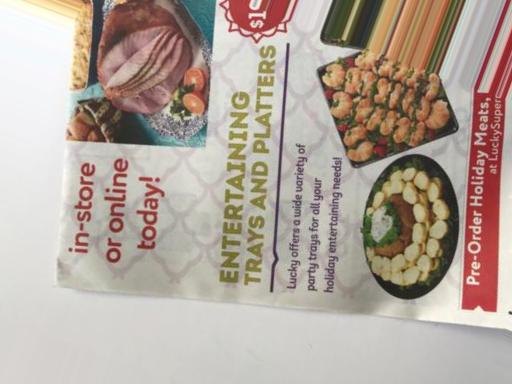 in-store
or online
today!
ENTERTAINING
TRAYS AND PLATTERS
Lucky offers a wide variety of
party trays for all your
holiday entertaining needs!
Pre-Order Holiday Meats,
at LuckySuper